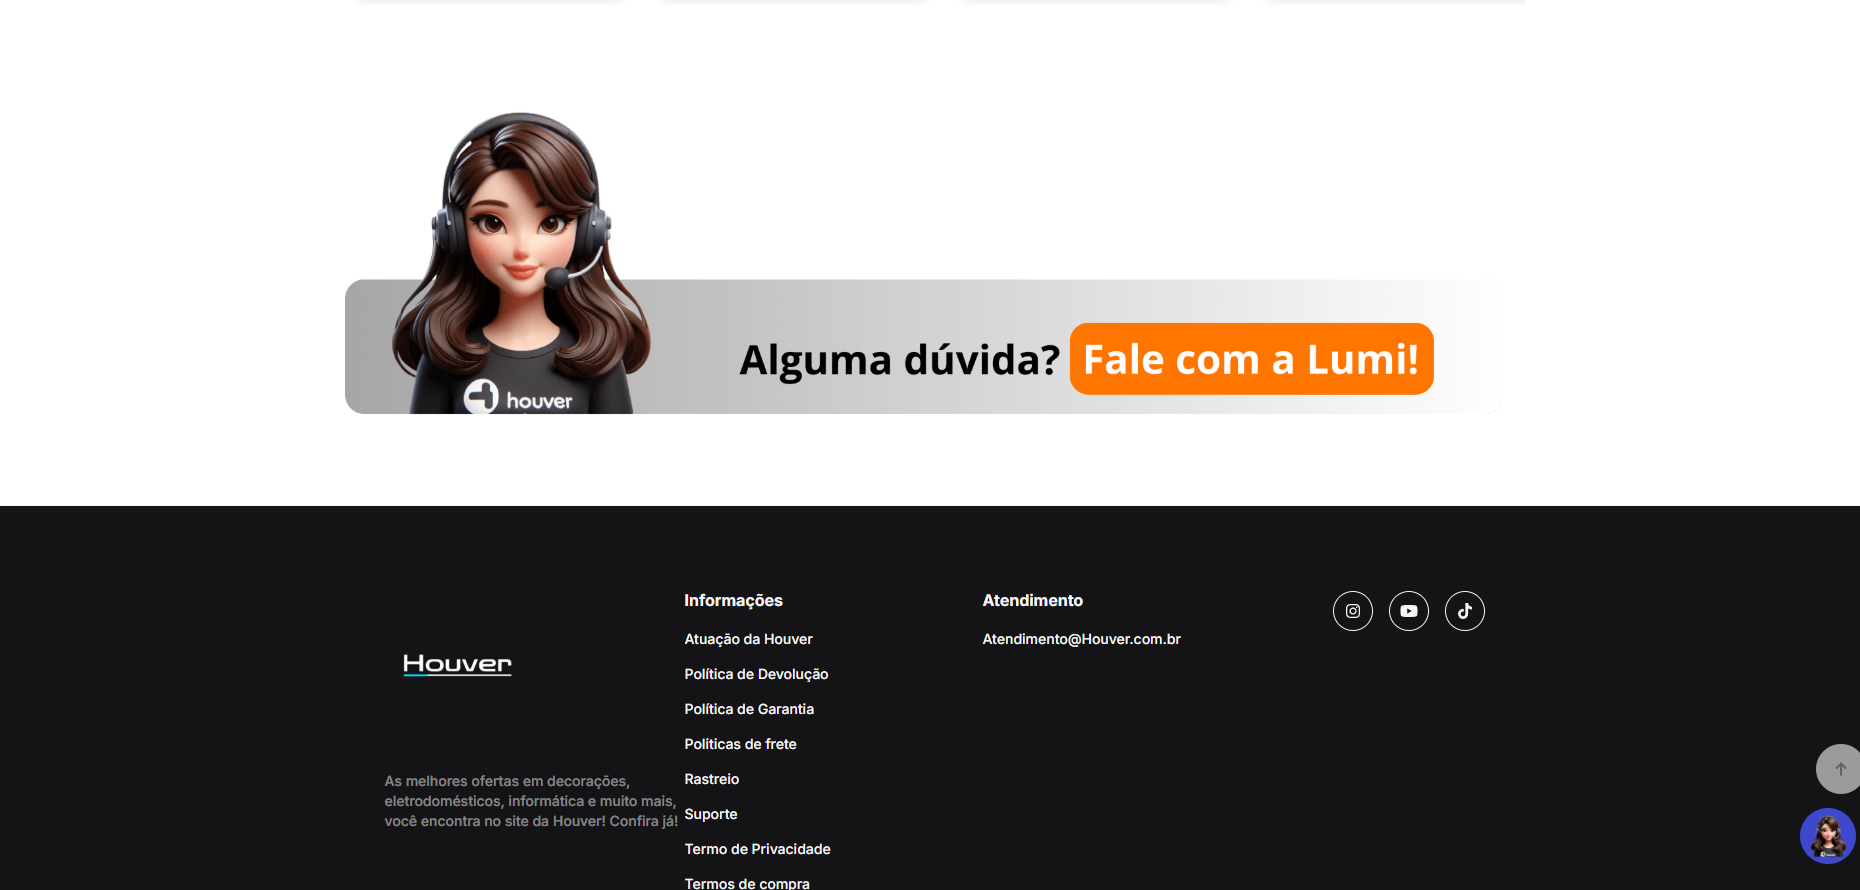 houver
Alguma dúvida? Fale com a Lumi!
Houver
As melhores ofertas em decorações,
eletrodomésticos, informática e muito mais,
você encontra no site da Houver! Confira já!
Informações
Atuação da Houver
Política de Devolução
Política de Garantia
Politicas de frete
Rastreio
Suporte
Termo de Privacidade
Termos de compra
Atendimento
Atendimento@Houver.com.br
houver